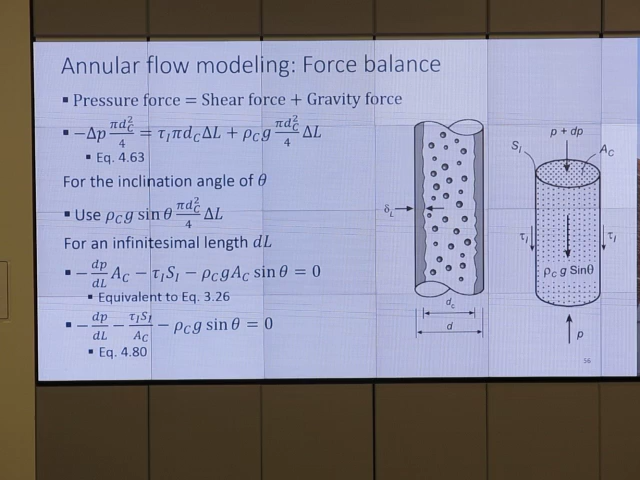 Annular flow modeling: Force balance
▪ Pressure force = Shear force + Gravity force
▪ −Δp πd_C²/4 = τ_I πd_C ΔL + ρ_C g πd_C²/4 ΔL
▪ Eq. 4.63
For the inclination angle of θ
▪ Use ρ_C g sin θ πd_C²/4 ΔL
For an infinitesimal length dL
▪ −dp/dL A_C − τ_I S_I − ρ_C g A_C sin θ = 0
▪ Equivalent to Eq. 3.26
▪ −dp/dL − τ_I S_I/A_C − ρ_C g sin θ = 0
▪ Eq. 4.80
δ_L
d_c
d
p + dp
S_I
A_C
τ_I
τ_I
ρ_C g Sinθ
p
56